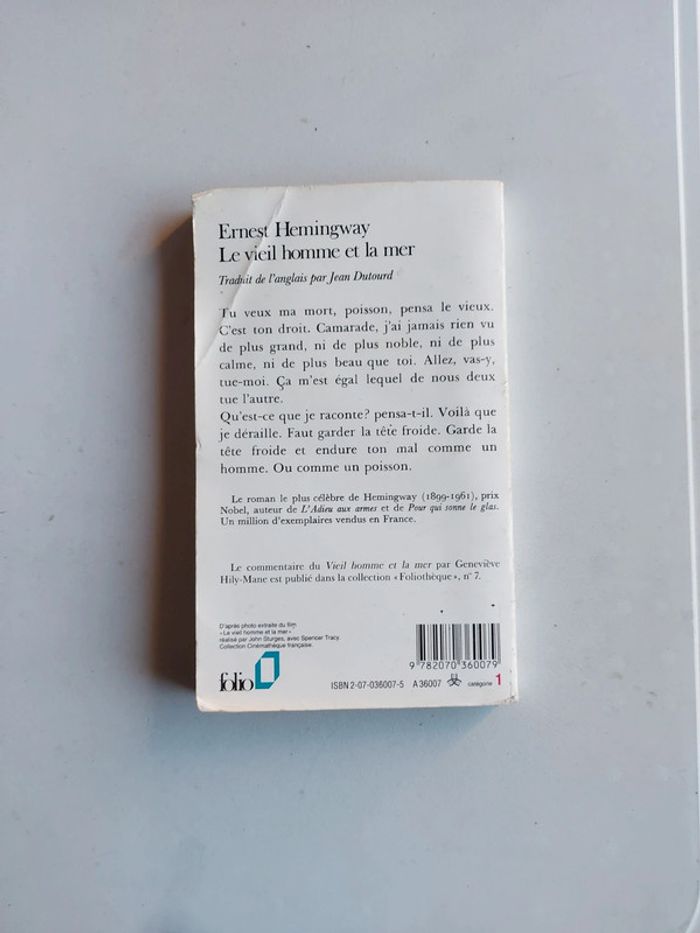 Ernest Hemingway
Le vieil homme et la mer
Traduit de l'anglais par Jean Dutourd
Tu veux ma mort, poisson, pensa le vieux.
C'est ton droit. Camarade, j'ai jamais rien vu
de plus grand, ni de plus noble, ni de plus
calme, ni de plus beau que toi. Allez, vas-y,
tue-moi. Ça m'est égal lequel de nous deux
tue l'autre.
Qu'est-ce que je raconte? pensa-t-il. Voilà que
je déraille. Faut garder la tête froide. Garde la
tête froide et endure ton mal comme un
homme. Ou comme un poisson.
Le roman le plus célèbre de Hemingway (1899-1961), prix
Nobel, auteur de L'Adieu aux armes et de Pour qui sonne le glas.
Un million d'exemplaires vendus en France.
Le commentaire du Vieil homme et la mer par Geneviève
Hily-Mane est publié dans la collection «Foliothèque», n° 7.
D'après photo extraite du film
«Le vieil homme et la mer»
réalisé par John Sturges, avec Spencer Tracy.
Collection Cinémathèque française.
folio
9 782070 360079
ISBN 2-07-036007-5 A 36007 catégorie 1